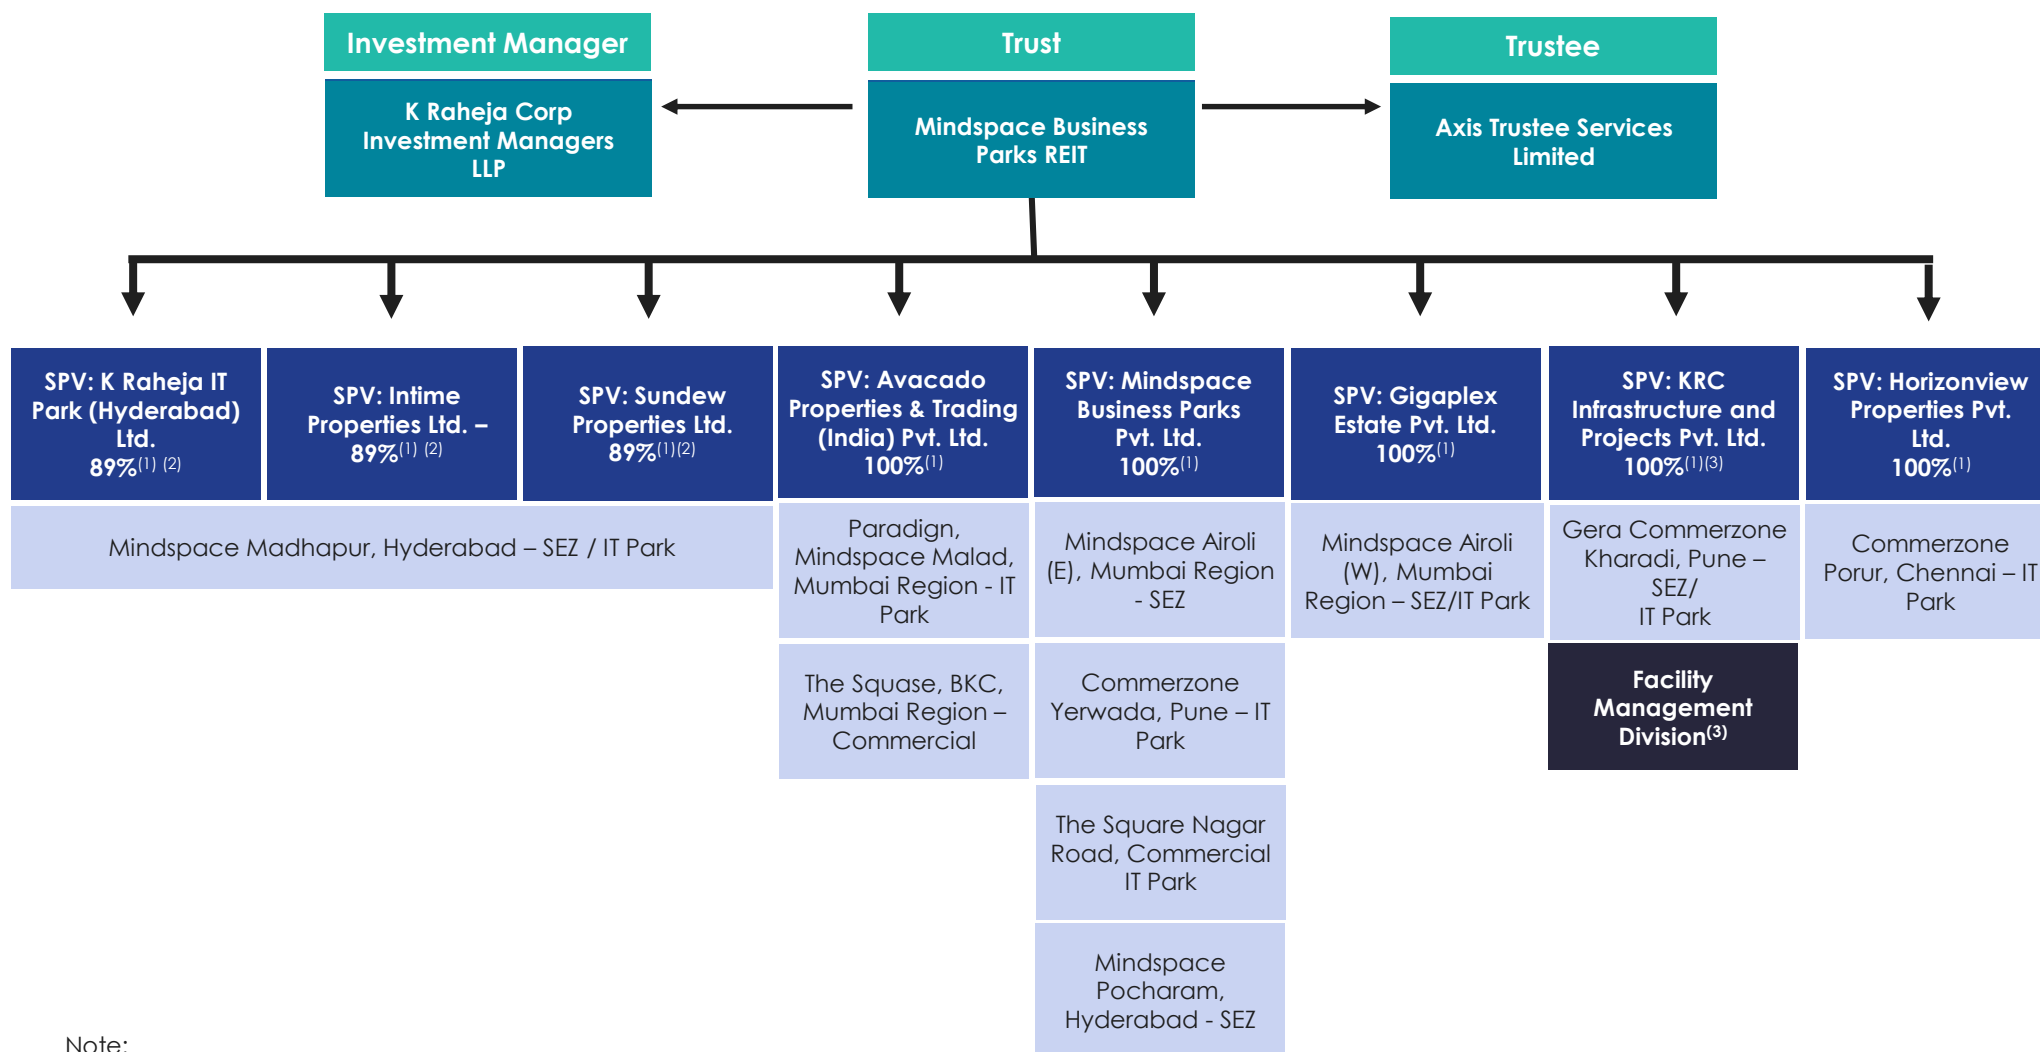 Investment Manager
K Raheja Corp
Investment Managers
LLP
Trust
Mindspace Business
Parks REIT
Trustee
Axis Trustee Services
Limited
SPV: K Raheja IT
Park (Hyderabad)
Ltd.
89%(1) (2)
SPV: Intime
Properties Ltd. –
89%(1) (2)
SPV: Sundew
Properties Ltd.
89%(1)(2)
Mindspace Madhapur, Hyderabad – SEZ / IT Park
SPV: Avacado
Properties & Trading
(India) Pvt. Ltd.
100%(1)
Paradign,
Mindspace Malad,
Mumbai Region - IT
Park
The Squase, BKC,
Mumbai Region –
Commercial
SPV: Mindspace
Business Parks
Pvt. Ltd.
100%(1)
Mindspace Airoli
(E), Mumbai Region
- SEZ
Commerzone
Yerwada, Pune – IT
Park
The Square Nagar
Road, Commercial
IT Park
Mindspace
Pocharam,
Hyderabad - SEZ
SPV: Gigaplex
Estate Pvt. Ltd.
100%(1)
Mindspace Airoli
(W), Mumbai
Region – SEZ/IT Park
SPV: KRC
Infrastructure and
Projects Pvt. Ltd.
100%(1)(3)
Gera Commerzone
Kharadi, Pune –
SEZ/
IT Park
Facility
Management
Division(3)
SPV: Horizonview
Properties Pvt.
Ltd.
100%(1)
Commerzone
Porur, Chennai – IT
Park
Note: